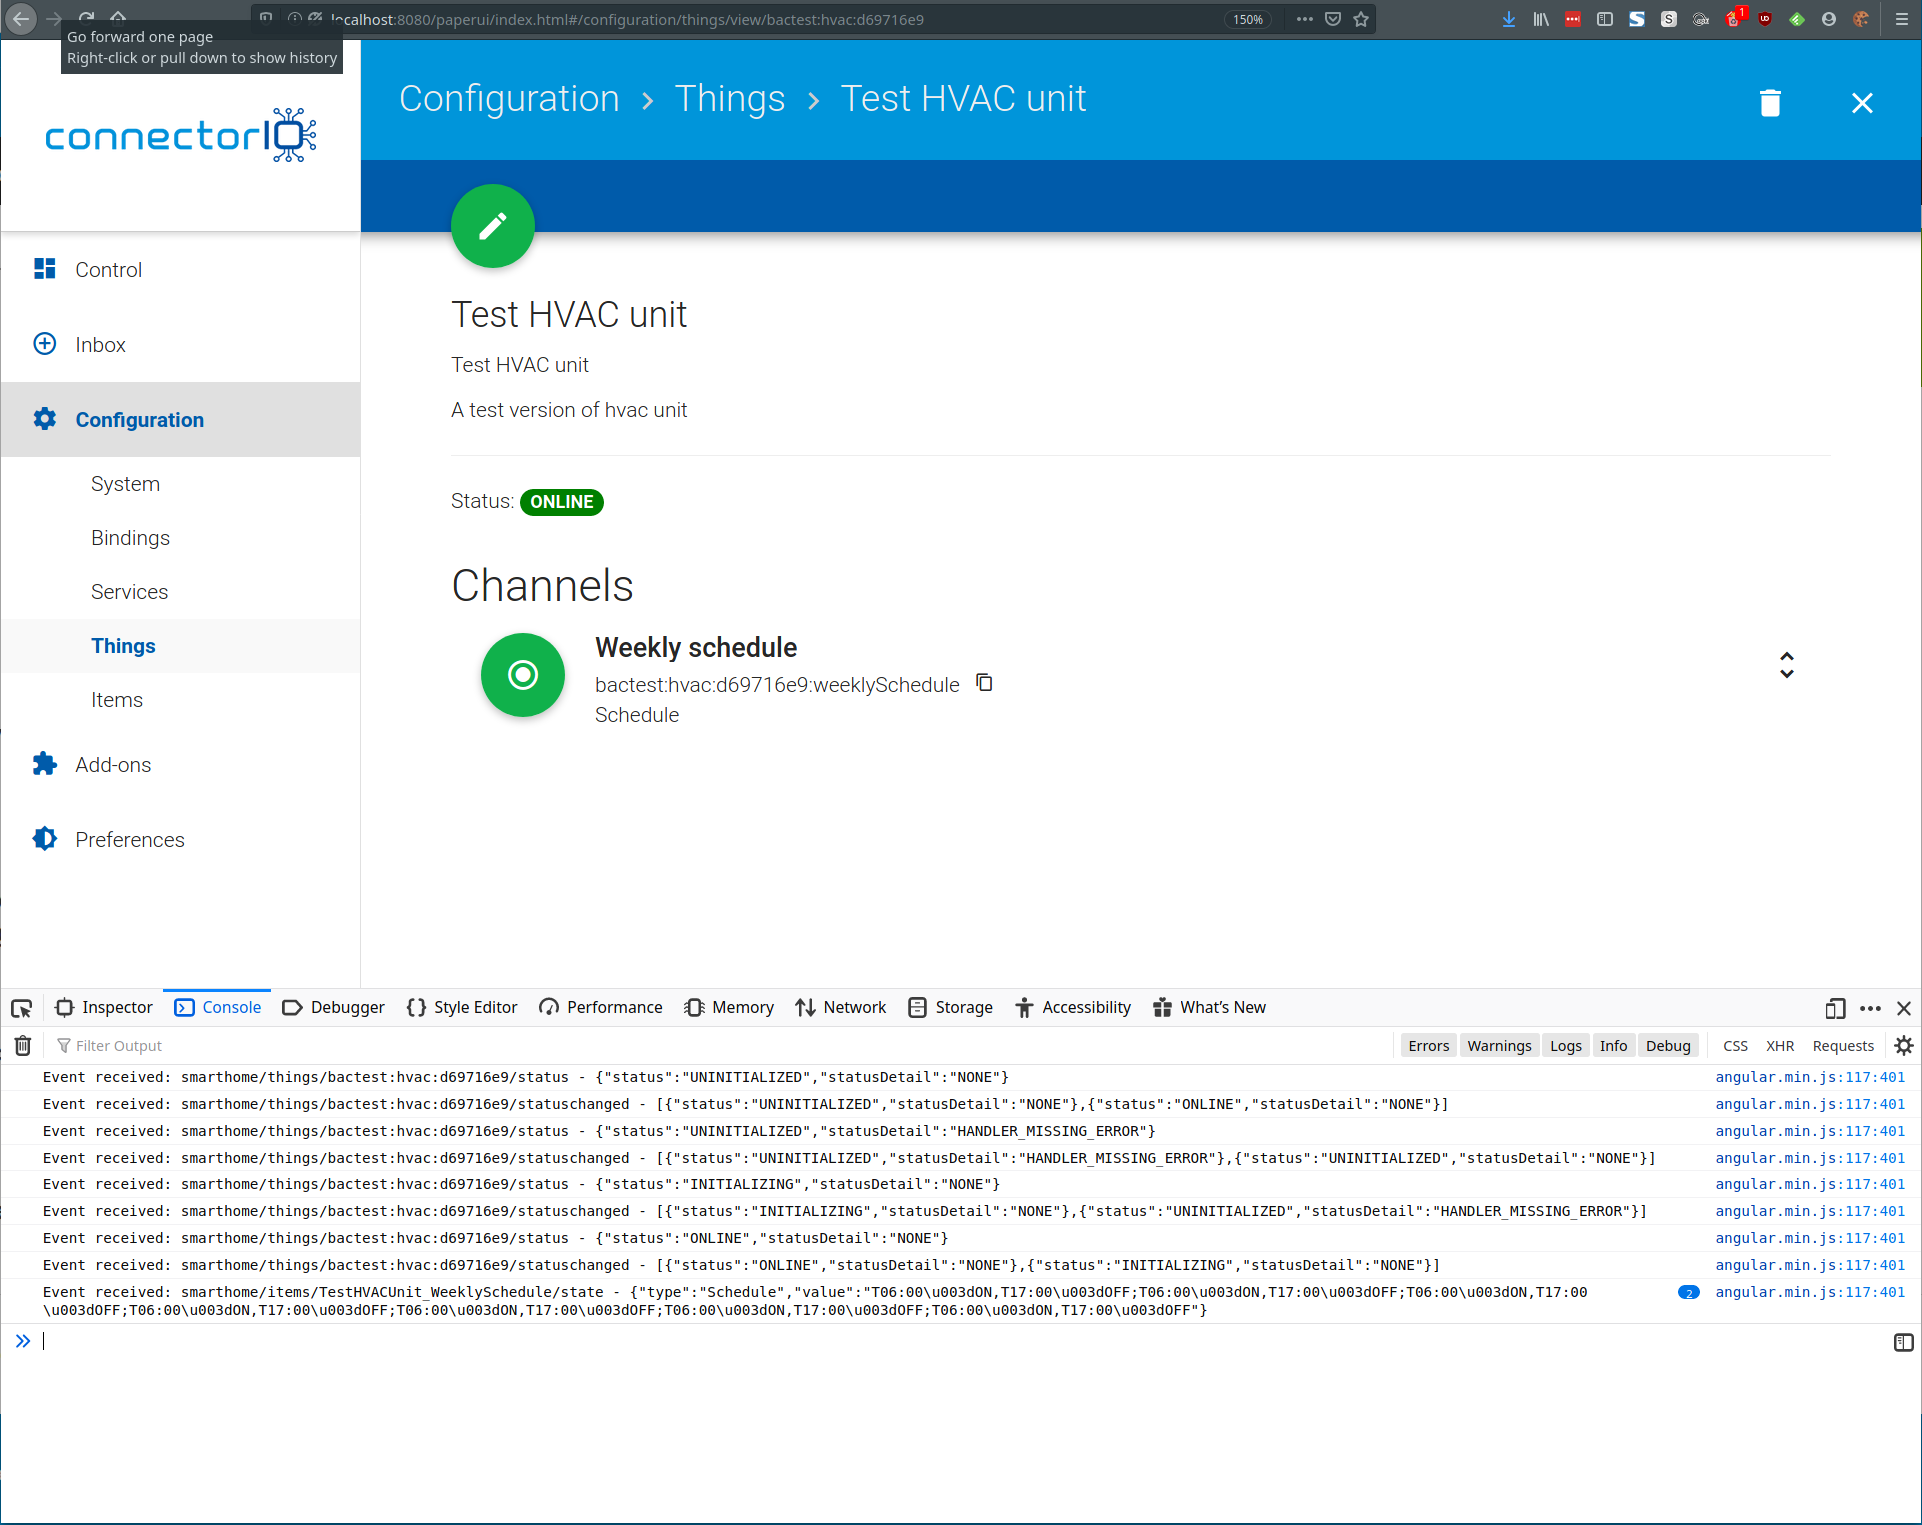 localhost:8080/paperui/index.html#/configuration/things/view/bactest:hvac:d69716e9
150%
1
Go forward one page
Right-click or pull down to show history
connectorIO
Configuration > Things > Test HVAC unit
Control
Inbox
Configuration
System
Bindings
Services
Things
Items
Add-ons
Preferences
Test HVAC unit
Test HVAC unit
A test version of hvac unit
Status: ONLINE
Channels
Weekly schedule
bactest:hvac:d69716e9:weeklySchedule
Schedule
Inspector Console Debugger Style Editor Performance Memory Network Storage Accessibility What's New
Filter Output Errors Warnings Logs Info Debug CSS XHR Requests
Event received: smarthome/things/bactest:hvac:d69716e9/status - {"status":"UNINITIALIZED","statusDetail":"NONE"} angular.min.js:117:401
Event received: smarthome/things/bactest:hvac:d69716e9/statuschanged - [{"status":"UNINITIALIZED","statusDetail":"NONE"},{"status":"ONLINE","statusDetail":"NONE"}] angular.min.js:117:401
Event received: smarthome/things/bactest:hvac:d69716e9/status - {"status":"UNINITIALIZED","statusDetail":"HANDLER_MISSING_ERROR"} angular.min.js:117:401
Event received: smarthome/things/bactest:hvac:d69716e9/statuschanged - [{"status":"UNINITIALIZED","statusDetail":"HANDLER_MISSING_ERROR"},{"status":"UNINITIALIZED","statusDetail":"NONE"}] angular.min.js:117:401
Event received: smarthome/things/bactest:hvac:d69716e9/status - {"status":"INITIALIZING","statusDetail":"NONE"} angular.min.js:117:401
Event received: smarthome/things/bactest:hvac:d69716e9/statuschanged - [{"status":"INITIALIZING","statusDetail":"NONE"},{"status":"UNINITIALIZED","statusDetail":"HANDLER_MISSING_ERROR"}] angular.min.js:117:401
Event received: smarthome/things/bactest:hvac:d69716e9/status - {"status":"ONLINE","statusDetail":"NONE"} angular.min.js:117:401
Event received: smarthome/things/bactest:hvac:d69716e9/statuschanged - [{"status":"ONLINE","statusDetail":"NONE"},{"status":"INITIALIZING","statusDetail":"NONE"}] angular.min.js:117:401
Event received: smarthome/items/TestHVACUnit_WeeklySchedule/state - {"type":"Schedule","value":"T06:00\u003dON,T17:00\u003dOFF;T06:00\u003dON,T17:00\u003dOFF;T06:00\u003dON,T17:00 2 angular.min.js:117:401
\u003dOFF;T06:00\u003dON,T17:00\u003dOFF;T06:00\u003dON,T17:00\u003dOFF;T06:00\u003dON,T17:00\u003dOFF;T06:00\u003dON,T17:00\u003dOFF"}